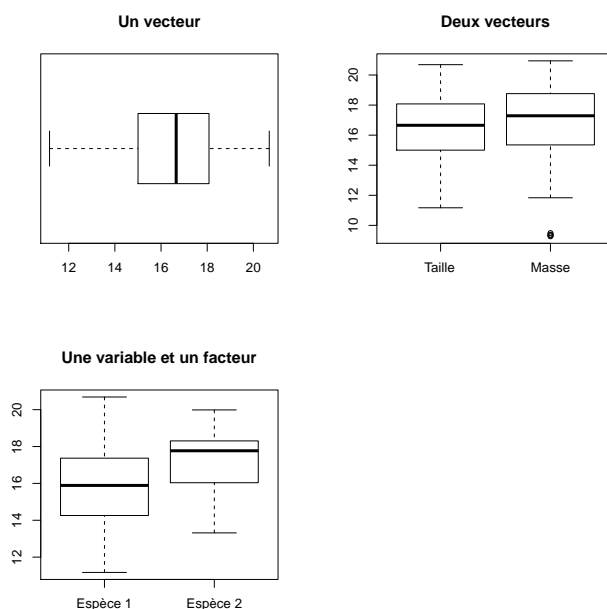 Un vecteur
12 14 16 18 20
Deux vecteurs
20
18
16
14
12
10
Taille Masse
Une variable et un facteur
20
18
16
14
12
Espèce 1 Espèce 2